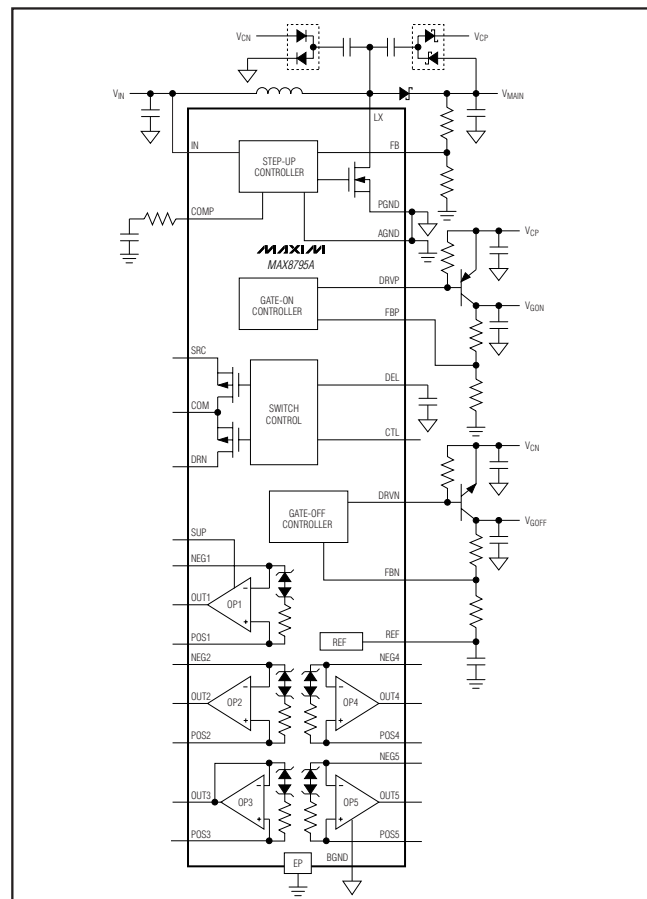 VCN
VCP
VIN
VMAIN
LX
IN
FB
STEP-UP
CONTROLLER
PGND
COMP
AGND
VCP
MAXIM
MAX8795A
DRVP
GATE-ON
CONTROLLER
VGON
FBP
SRC
DEL
COM
SWITCH
CONTROL
CTL
VCN
DRN
DRVN
GATE-OFF
CONTROLLER
VGOFF
SUP
NEG1
FBN
OUT1
OP1
REF
REF
POS1
NEG2
NEG4
OUT2
OP2
OP4
OUT4
POS2
POS4
NEG5
OUT3
OP3
OP5
OUT5
POS3
POS5
EP
BGND